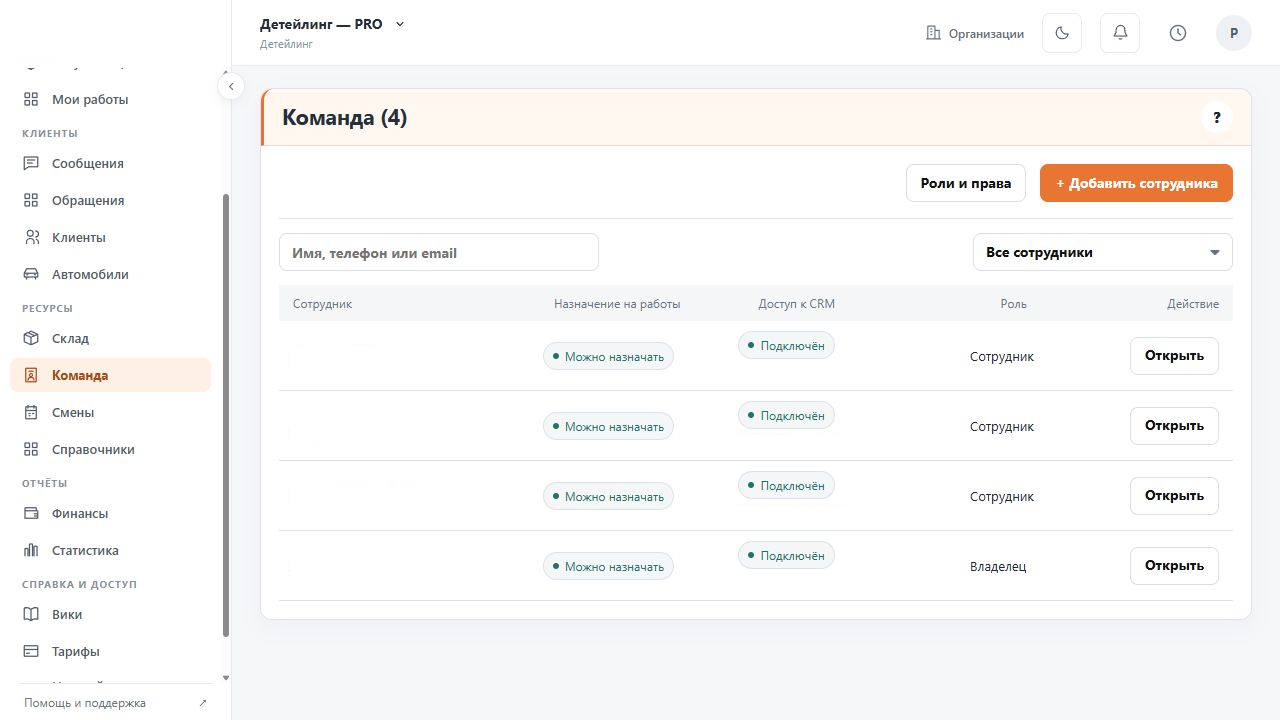 Детейлинг — PRO
Детейлинг
Организации
P
Мои работы
КЛИЕНТЫ
Сообщения
Обращения
Клиенты
Автомобили
РЕСУРСЫ
Склад
Команда
Смены
Справочники
ОТЧЁТЫ
Финансы
Статистика
СПРАВКА И ДОСТУП
Вики
Тарифы
Помощь и поддержка
Команда (4)
?
Роли и права
+ Добавить сотрудника
Имя, телефон или email
Все сотрудники
Сотрудник Назначение на работы Доступ к CRM Роль Действие
Можно назначать Подключён Сотрудник Открыть
Можно назначать Подключён Сотрудник Открыть
Можно назначать Подключён Сотрудник Открыть
Можно назначать Подключён Владелец Открыть